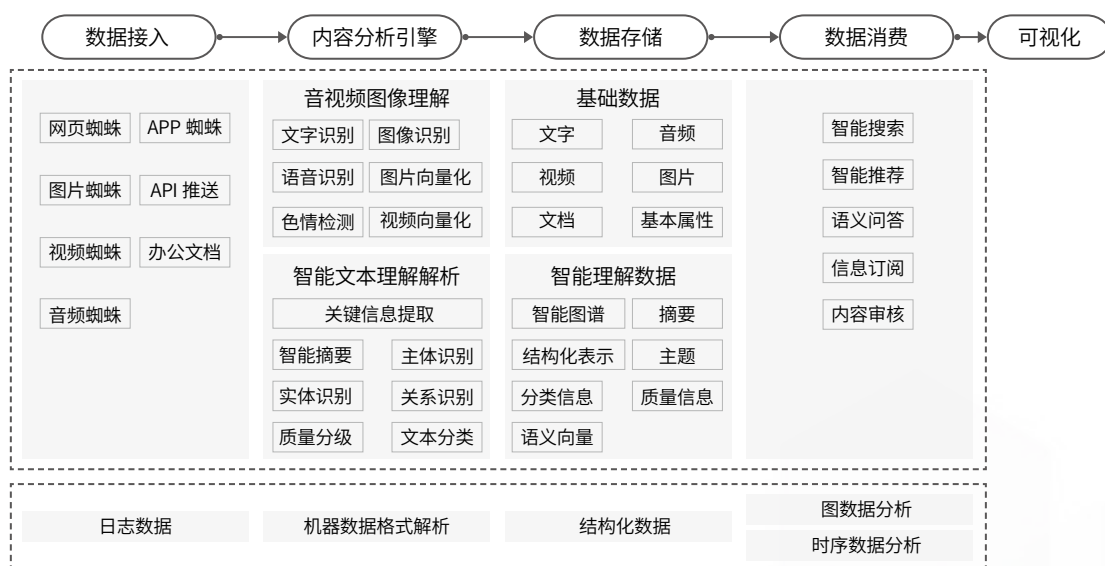 数据接入
内容分析引擎
数据存储
数据消费
可视化
网页蜘蛛
APP 蜘蛛
图片蜘蛛
API 推送
视频蜘蛛
办公文档
音频蜘蛛
音视频图像理解
文字识别
图像识别
语音识别
图片向量化
色情检测
视频向量化
智能文本理解解析
关键信息提取
智能摘要
主体识别
实体识别
关系识别
质量分级
文本分类
基础数据
文字
音频
视频
图片
文档
基本属性
智能理解数据
智能图谱
摘要
结构化表示
主题
分类信息
质量信息
语义向量
智能搜索
智能推荐
语义问答
信息订阅
内容审核
日志数据
机器数据格式解析
结构化数据
图数据分析
时序数据分析